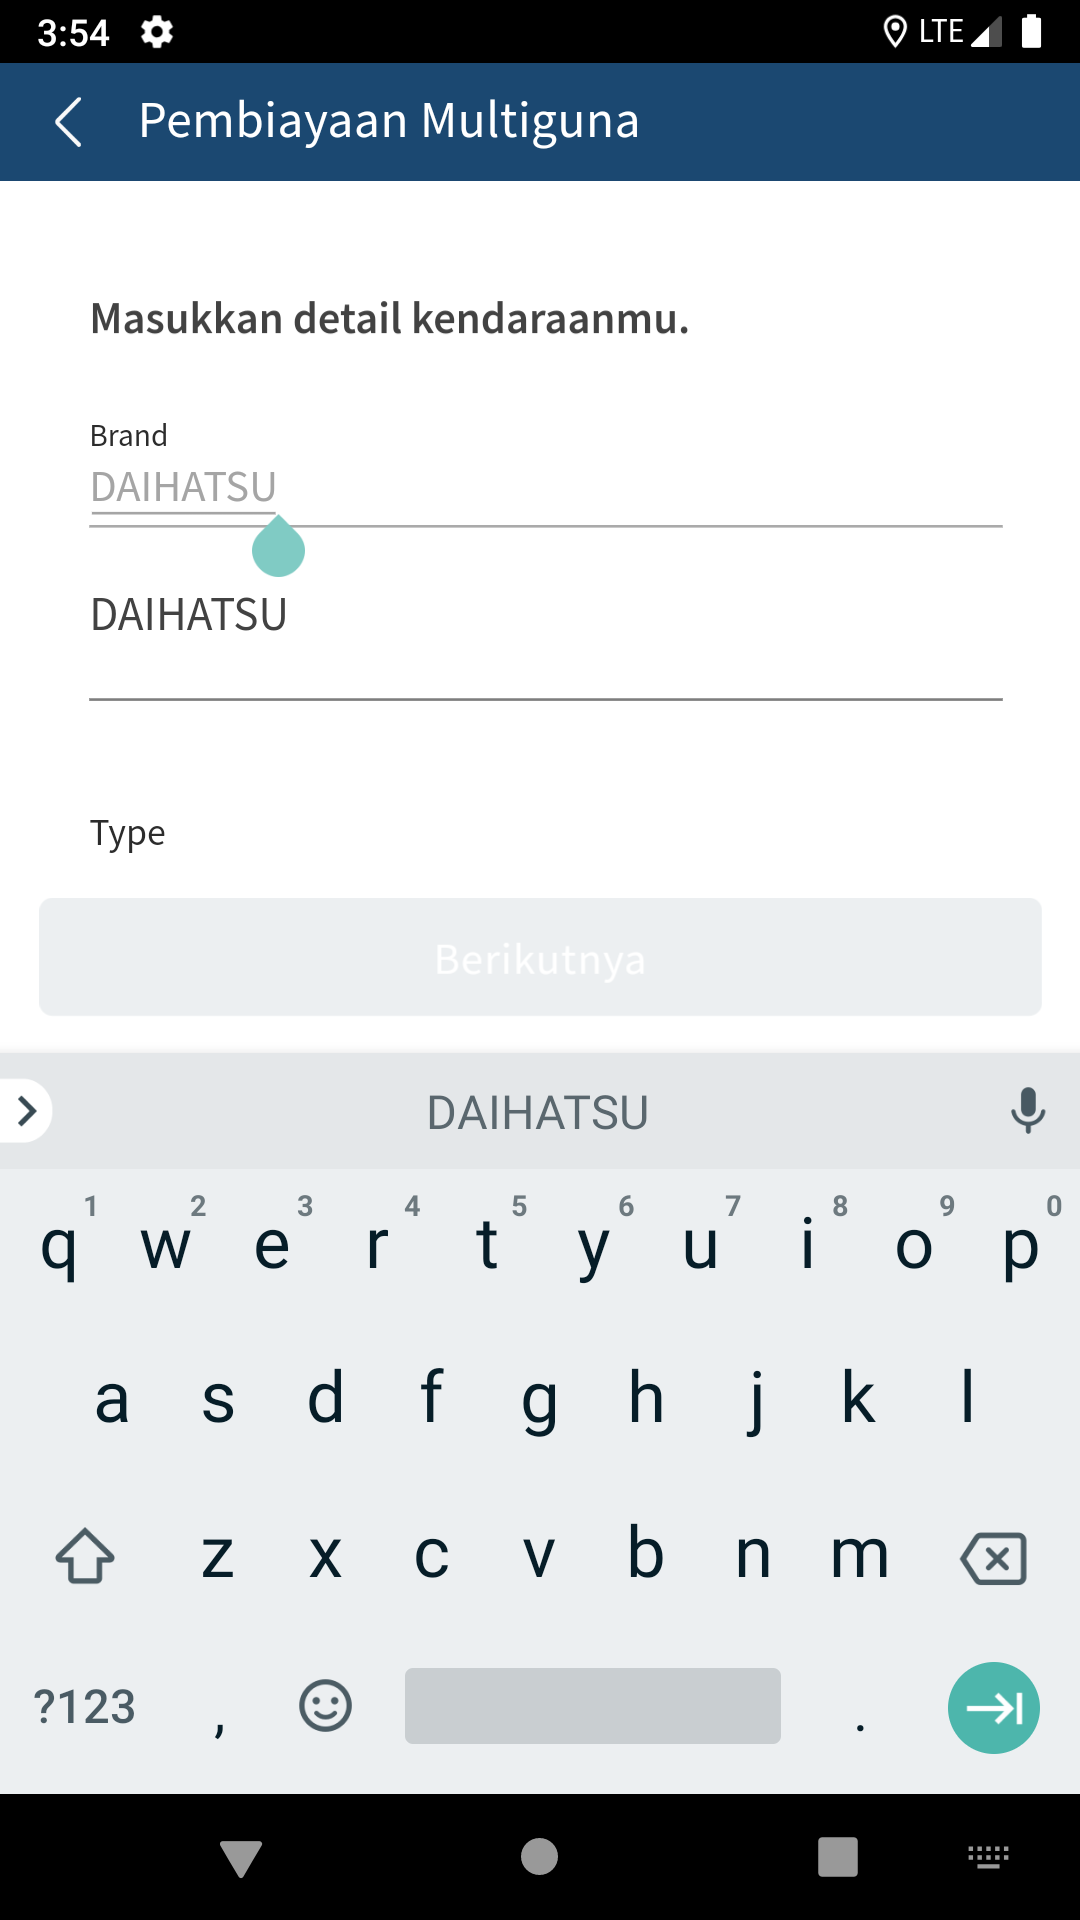 3:54 LTE
Pembiayaan Multiguna
Masukkan detail kendaraanmu.
Brand
DAIHATSU
DAIHATSU
Type
Berikutnya
DAIHATSU
1 2 3 4 5 6 7 8 9 0
q w e r t y u i o p
a s d f g h j k l
z x c v b n m
?123 , .